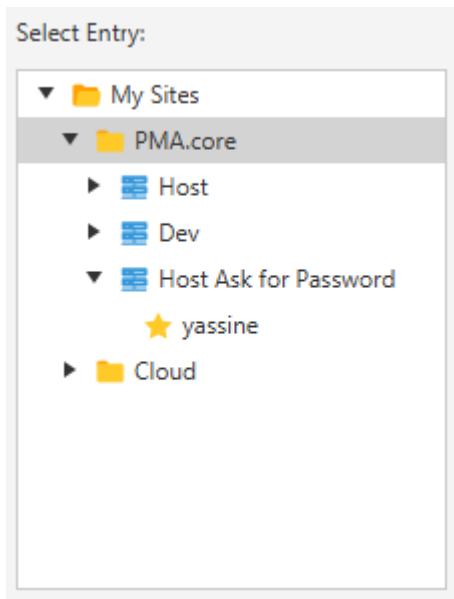 Select Entry:
My Sites
PMA.core
Host
Dev
Host Ask for Password
yassine
Cloud